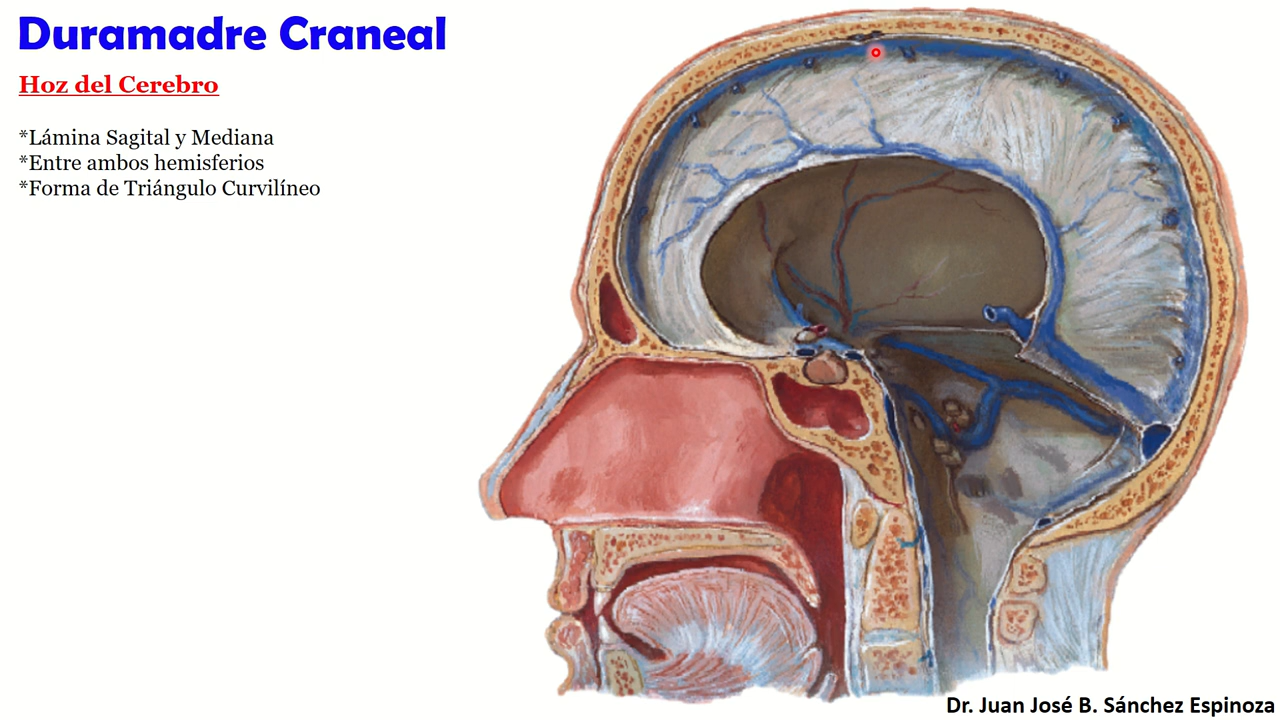 Duramadre Craneal
Hoz del Cerebro
*Lámina Sagital y Mediana
*Entre ambos hemisferios
*Forma de Triángulo Curvilíneo
Dr. Juan José B. Sánchez Espinoza